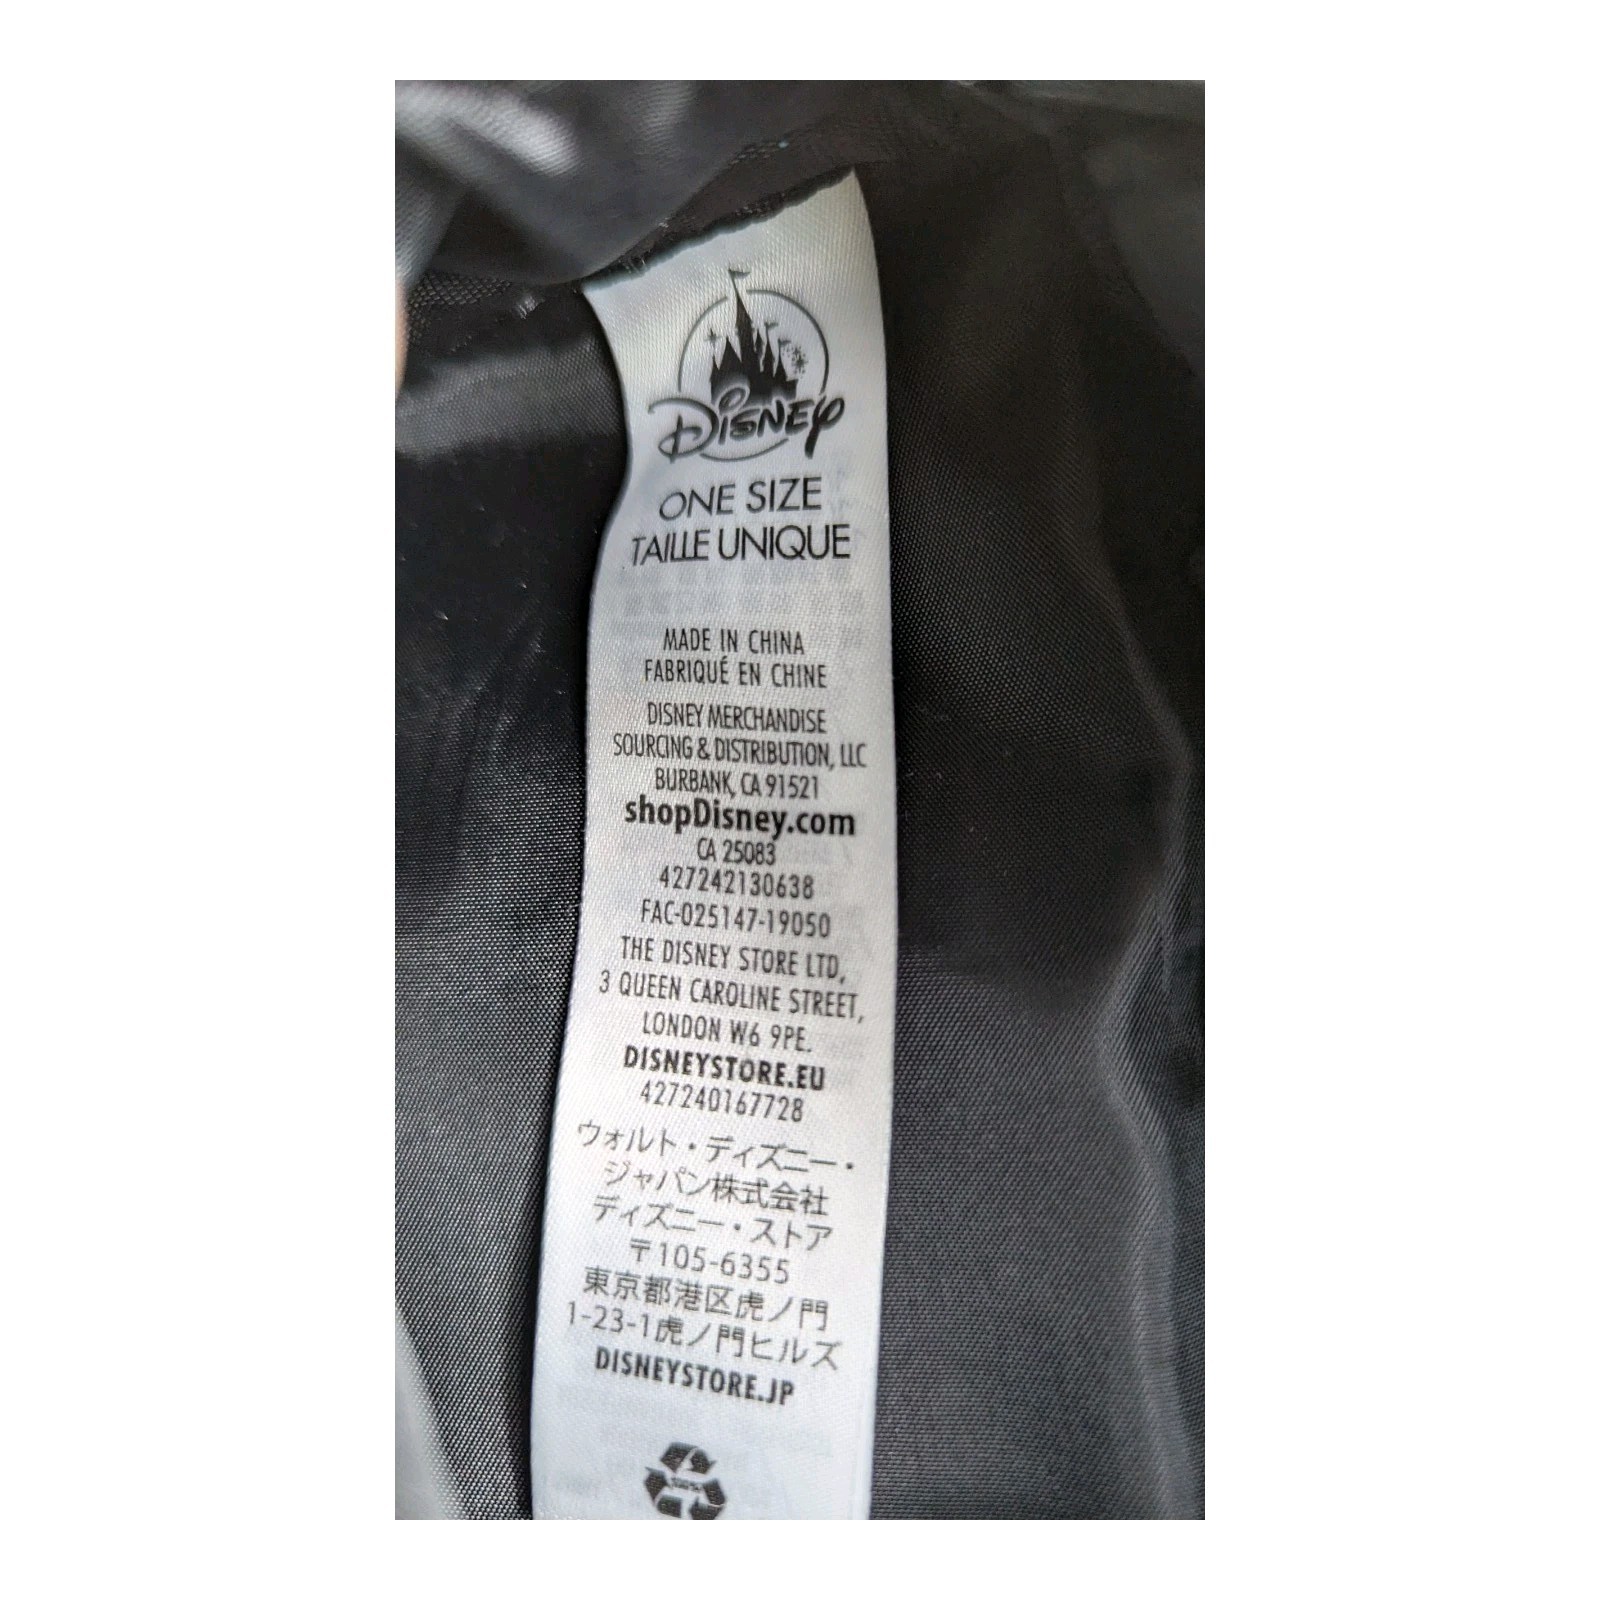 Disney
ONE SIZE
TAILLE UNIQUE
MADE IN CHINA
FABRIQUÉ EN CHINE
DISNEY MERCHANDISE
SOURCING & DISTRIBUTION, LLC
BURBANK, CA 91521
shopDisney.com
CA 25083
427242130638
FAC-025147-19050
THE DISNEY STORE LTD,
3 QUEEN CAROLINE STREET,
LONDON W6 9PE.
DISNEYSTORE.EU
427240167728
ウォルト・ディズニー・
ジャパン株式会社
ディズニー・ストア
〒105-6355
東京都港区虎ノ門
1-23-1虎ノ門ヒルズ
DISNEYSTORE.JP